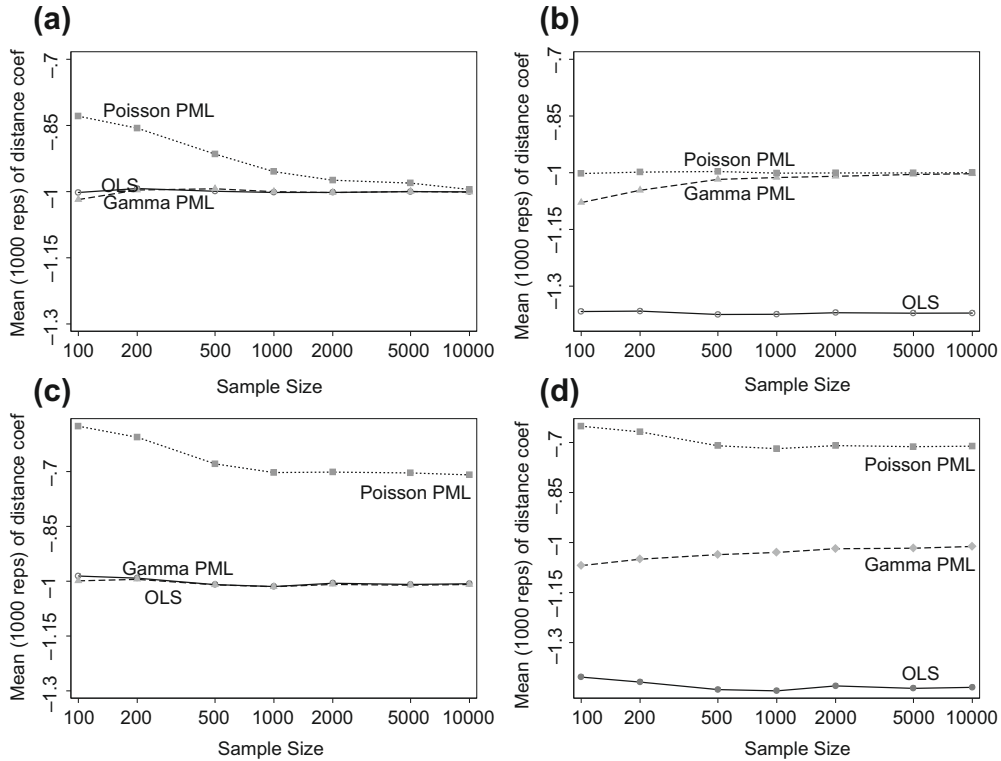 (a)
Mean (1000 reps) of distance coef
−.7
−.85
−1
−1.15
−1.3
Poisson PML
OLS
Gamma PML
100 200 500 1000 2000 5000 10000
Sample Size
(b)
Mean (1000 reps) of distance coef
−.7
−.85
−1
−1.15
−1.3
Poisson PML
Gamma PML
OLS
100 200 500 1000 2000 5000 10000
Sample Size
(c)
Mean (1000 reps) of distance coef
−.7
−.85
−1
−1.15
−1.3
Poisson PML
Gamma PML
OLS
100 200 500 1000 2000 5000 10000
Sample Size
(d)
Mean (1000 reps) of distance coef
−.7
−.85
−1
−1.15
−1.3
Poisson PML
Gamma PML
OLS
100 200 500 1000 2000 5000 10000
Sample Size